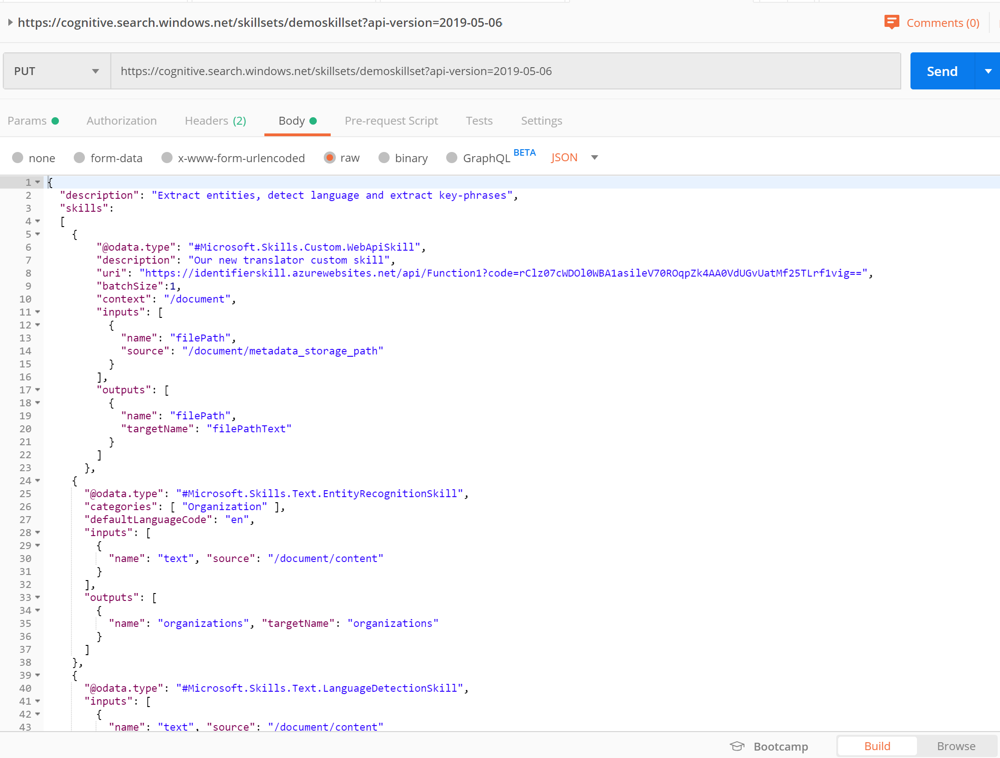 https://cognitive.search.windows.net/skillsets/demoskillset?api-version=2019-05-06 Comments (0)
PUT https://cognitive.search.windows.net/skillsets/demoskillset?api-version=2019-05-06 Send
Params Authorization Headers (2) Body Pre-request Script Tests Settings
none form-data x-www-form-urlencoded raw binary GraphQL BETA JSON
1 {
2 "description": "Extract entities, detect language and extract key-phrases",
3 "skills":
4 [
5 {
6 "@odata.type": "#Microsoft.Skills.Custom.WebApiSkill",
7 "description": "Our new translator custom skill",
8 "uri": "https://identifierskill.azurewebsites.net/api/Function1?code=rClz07cWDOl0WBA1asileV70ROqpZk4AA0VdUGvUatMf25TLrf1vig==",
9 "batchSize":1,
10 "context": "/document",
11 "inputs": [
12 {
13 "name": "filePath",
14 "source": "/document/metadata_storage_path"
15 }
16 ],
17 "outputs": [
18 {
19 "name": "filePath",
20 "targetName": "filePathText"
21 }
22 ]
23 },
24 {
25 "@odata.type": "#Microsoft.Skills.Text.EntityRecognitionSkill",
26 "categories": [ "Organization" ],
27 "defaultLanguageCode": "en",
28 "inputs": [
29 {
30 "name": "text", "source": "/document/content"
31 }
32 ],
33 "outputs": [
34 {
35 "name": "organizations", "targetName": "organizations"
36 }
37 ]
38 },
39 {
40 "@odata.type": "#Microsoft.Skills.Text.LanguageDetectionSkill",
41 "inputs": [
42 {
43 "name": "text", "source": "/document/content"
Bootcamp Build Browse